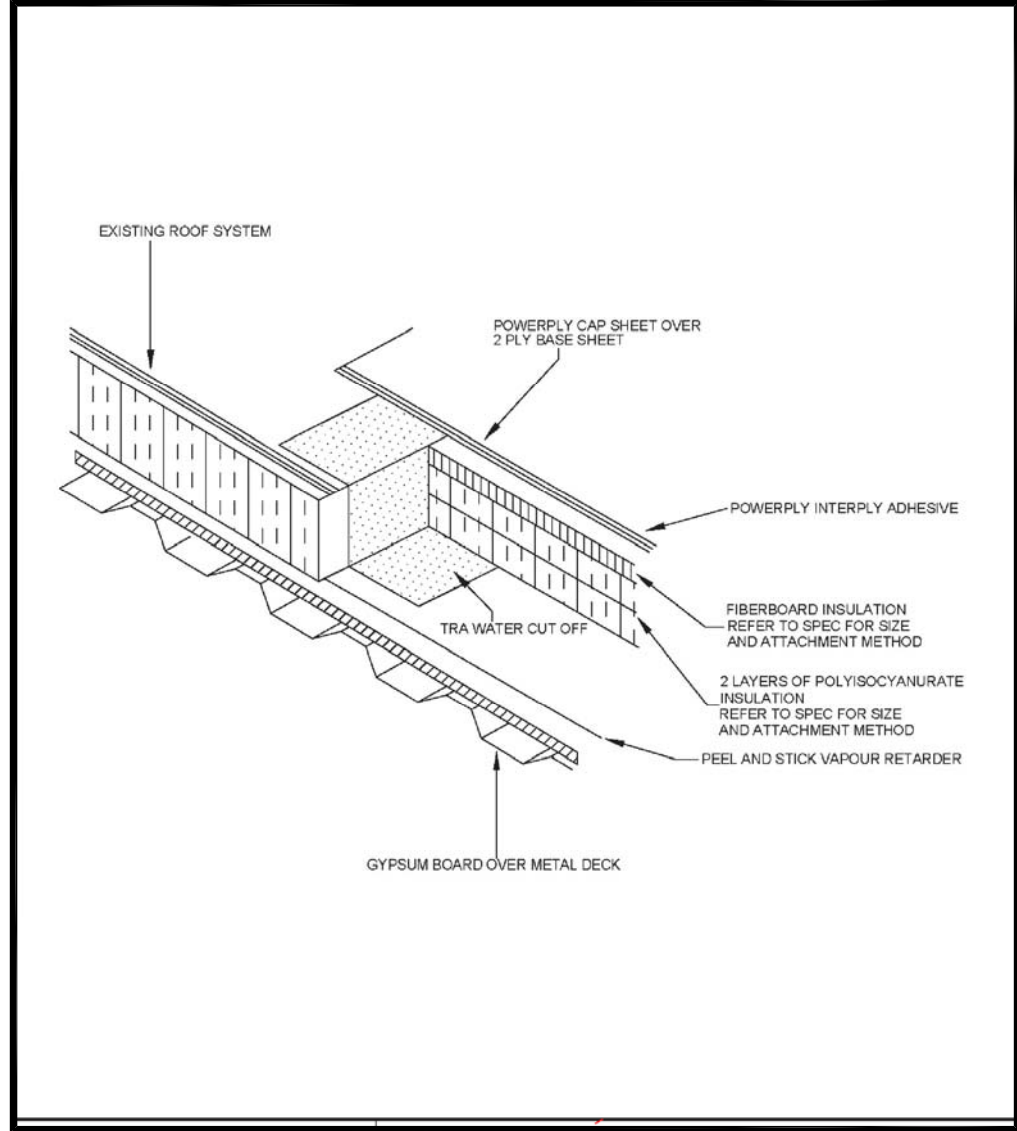 EXISTING ROOF SYSTEM
POWERPLY CAP SHEET OVER
2 PLY BASE SHEET
POWERPLY INTERPLY ADHESIVE
FIBERBOARD INSULATION
REFER TO SPEC FOR SIZE
AND ATTACHMENT METHOD
TRA WATER CUT OFF
2 LAYERS OF POLYISOCYANURATE
INSULATION
REFER TO SPEC FOR SIZE
AND ATTACHMENT METHOD
PEEL AND STICK VAPOUR RETARDER
GYPSUM BOARD OVER METAL DECK